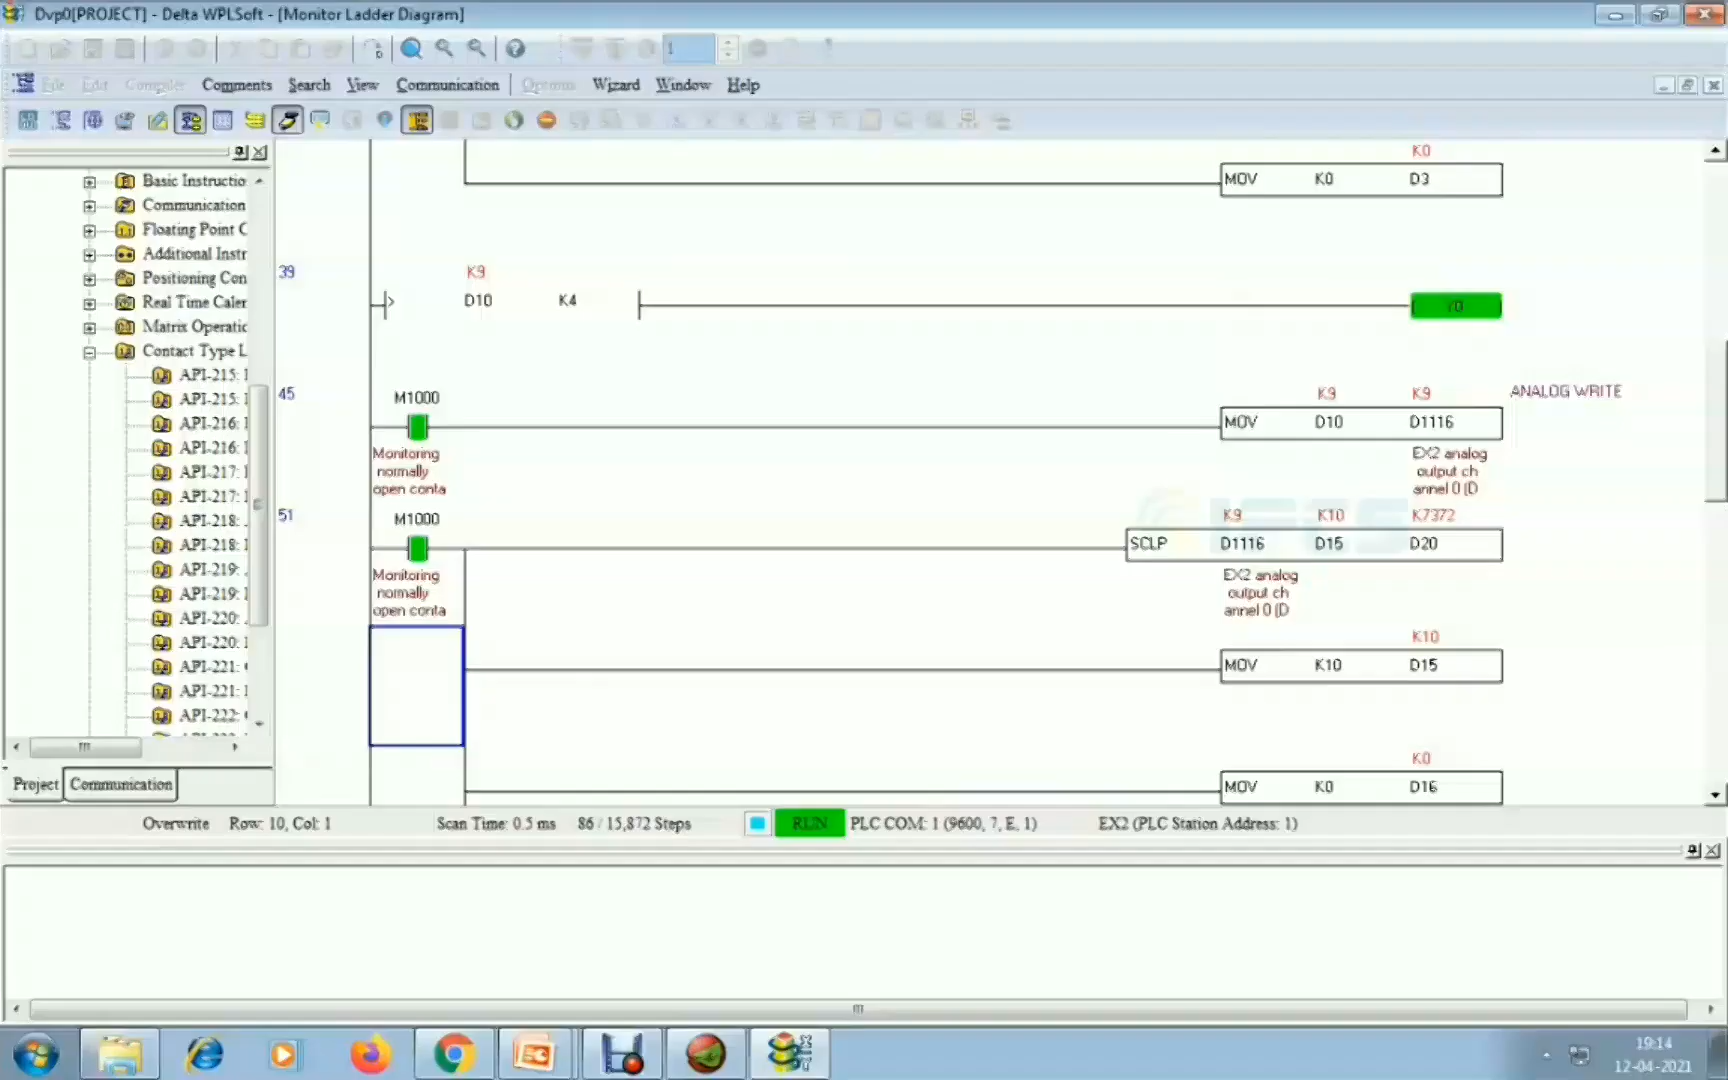 Dvp0[PROJECT] - Delta WPLSoft - [Monitor Ladder Diagram]
1
File Edit Compiler Comments Search View Communication Options Wizard Window Help
Basic Instructio
Communication
Floating Point C
Additional Instr
Positioning Con
Real Time Caler
Matrix Operatic
Contact Type L
API-215:
API-215:
API-216:
API-216:
API-217:
API-217:
API-218:
API-218:
API-219:
API-219:
API-220:
API-220:
API-221:
API-221:
API-222:
Project Communication
K0
MOV K0 D3
39
K9
> D10 K4
Y0
45
M1000
K9 K9
MOV D10 D1116
ANALOG WRITE
Monitoring
normally
open conta
EX2 analog
output ch
annel 0 (D
51
M1000
K9 K10 K7372
SCLP D1116 D15 D20
Monitoring
normally
open conta
EX2 analog
output ch
annel 0 (D
K10
MOV K10 D15
K0
MOV K0 D16
Overwrite Row: 10, Col: 1 Scan Time: 0.5 ms 86 / 15,872 Steps RUN PLC COM: 1 (9600, 7, E, 1) EX2 (PLC Station Address: 1)
19:14
12-04-2021